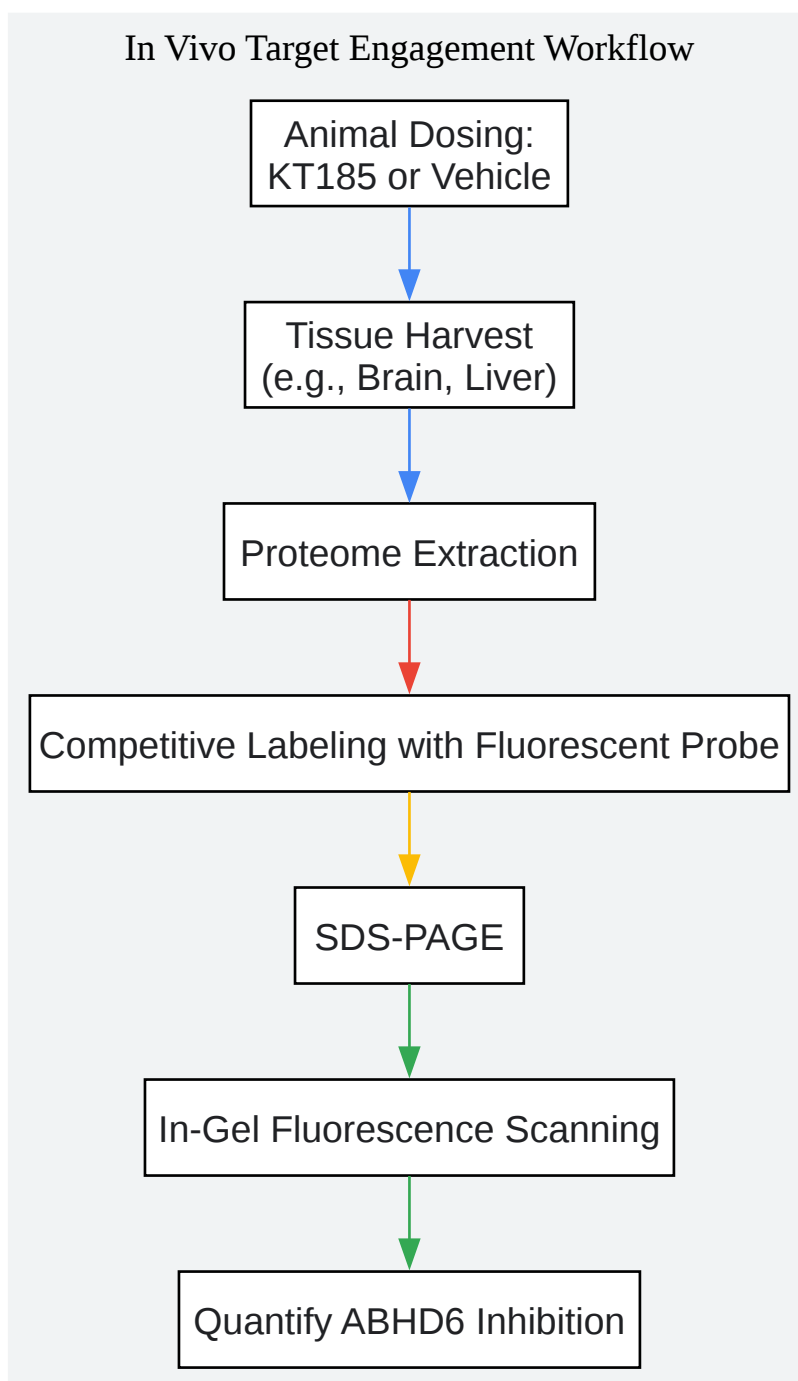 In Vivo Target Engagement Workflow
Animal Dosing:
KT185 or Vehicle
Tissue Harvest
(e.g., Brain, Liver)
Proteome Extraction
Competitive Labeling with Fluorescent Probe
SDS-PAGE
In-Gel Fluorescence Scanning
Quantify ABHD6 Inhibition